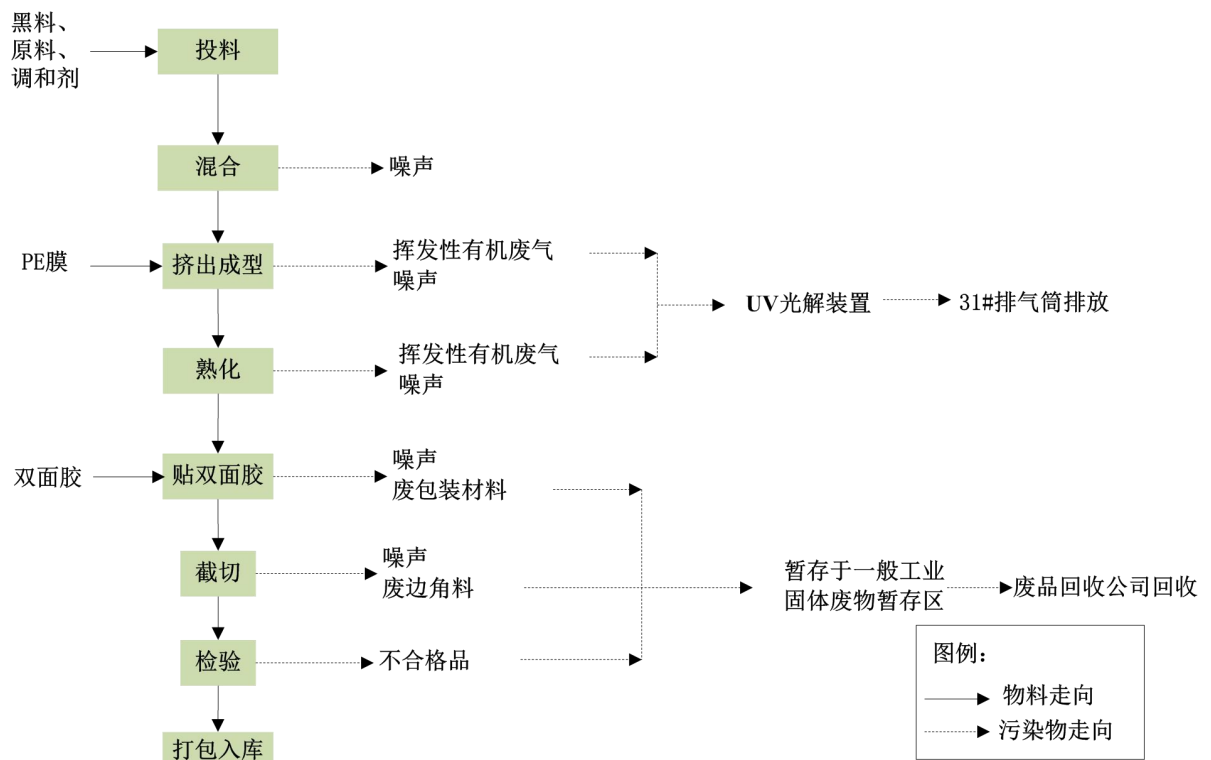 黑料、
原料、
调和剂
投料
混合
噪声
PE膜
挤出成型
挥发性有机废气
噪声
UV光解装置
31#排气筒排放
熟化
挥发性有机废气
噪声
双面胶
贴双面胶
噪声
废包装材料
截切
噪声
废边角料
暂存于一般工业
固体废物暂存区
废品回收公司回收
检验
不合格品
打包入库
图例：
物料走向
污染物走向